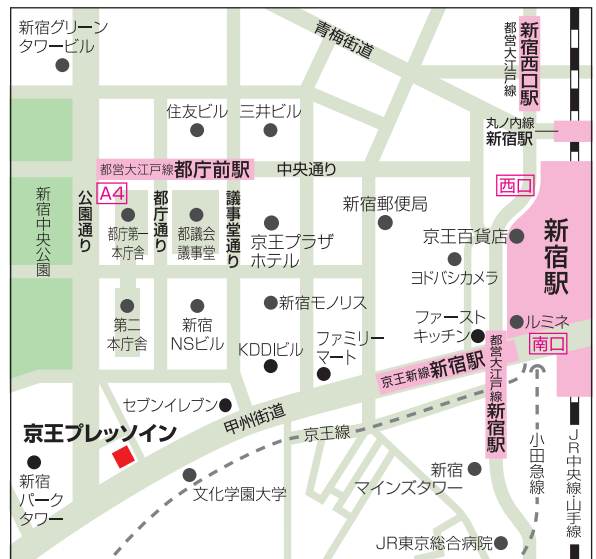 新宿グリーン
タワービル
青梅街道
都営大江戸線
新宿西口駅
住友ビル
三井ビル
丸ノ内線
新宿駅
都営大江戸線都庁前駅
中央通り
A4
西口
新宿中央公園
公園通り
都庁第一
本庁舎
都庁通り
都議会
議事堂
議事堂通り
京王プラザ
ホテル
新宿郵便局
京王百貨店
ヨドバシカメラ
新宿駅
第二
本庁舎
新宿
NSビル
新宿モノリス
KDDIビル
ファミリー
マート
ファースト
キッチン
ルミネ
南口
京王新線新宿駅
都営大江戸線新宿駅
セブンイレブン
甲州街道
京王線
京王プレッソイン
新宿
パーク
タワー
文化学園大学
新宿
マインズタワー
小田急線
JR中央線・山手線
JR東京総合病院